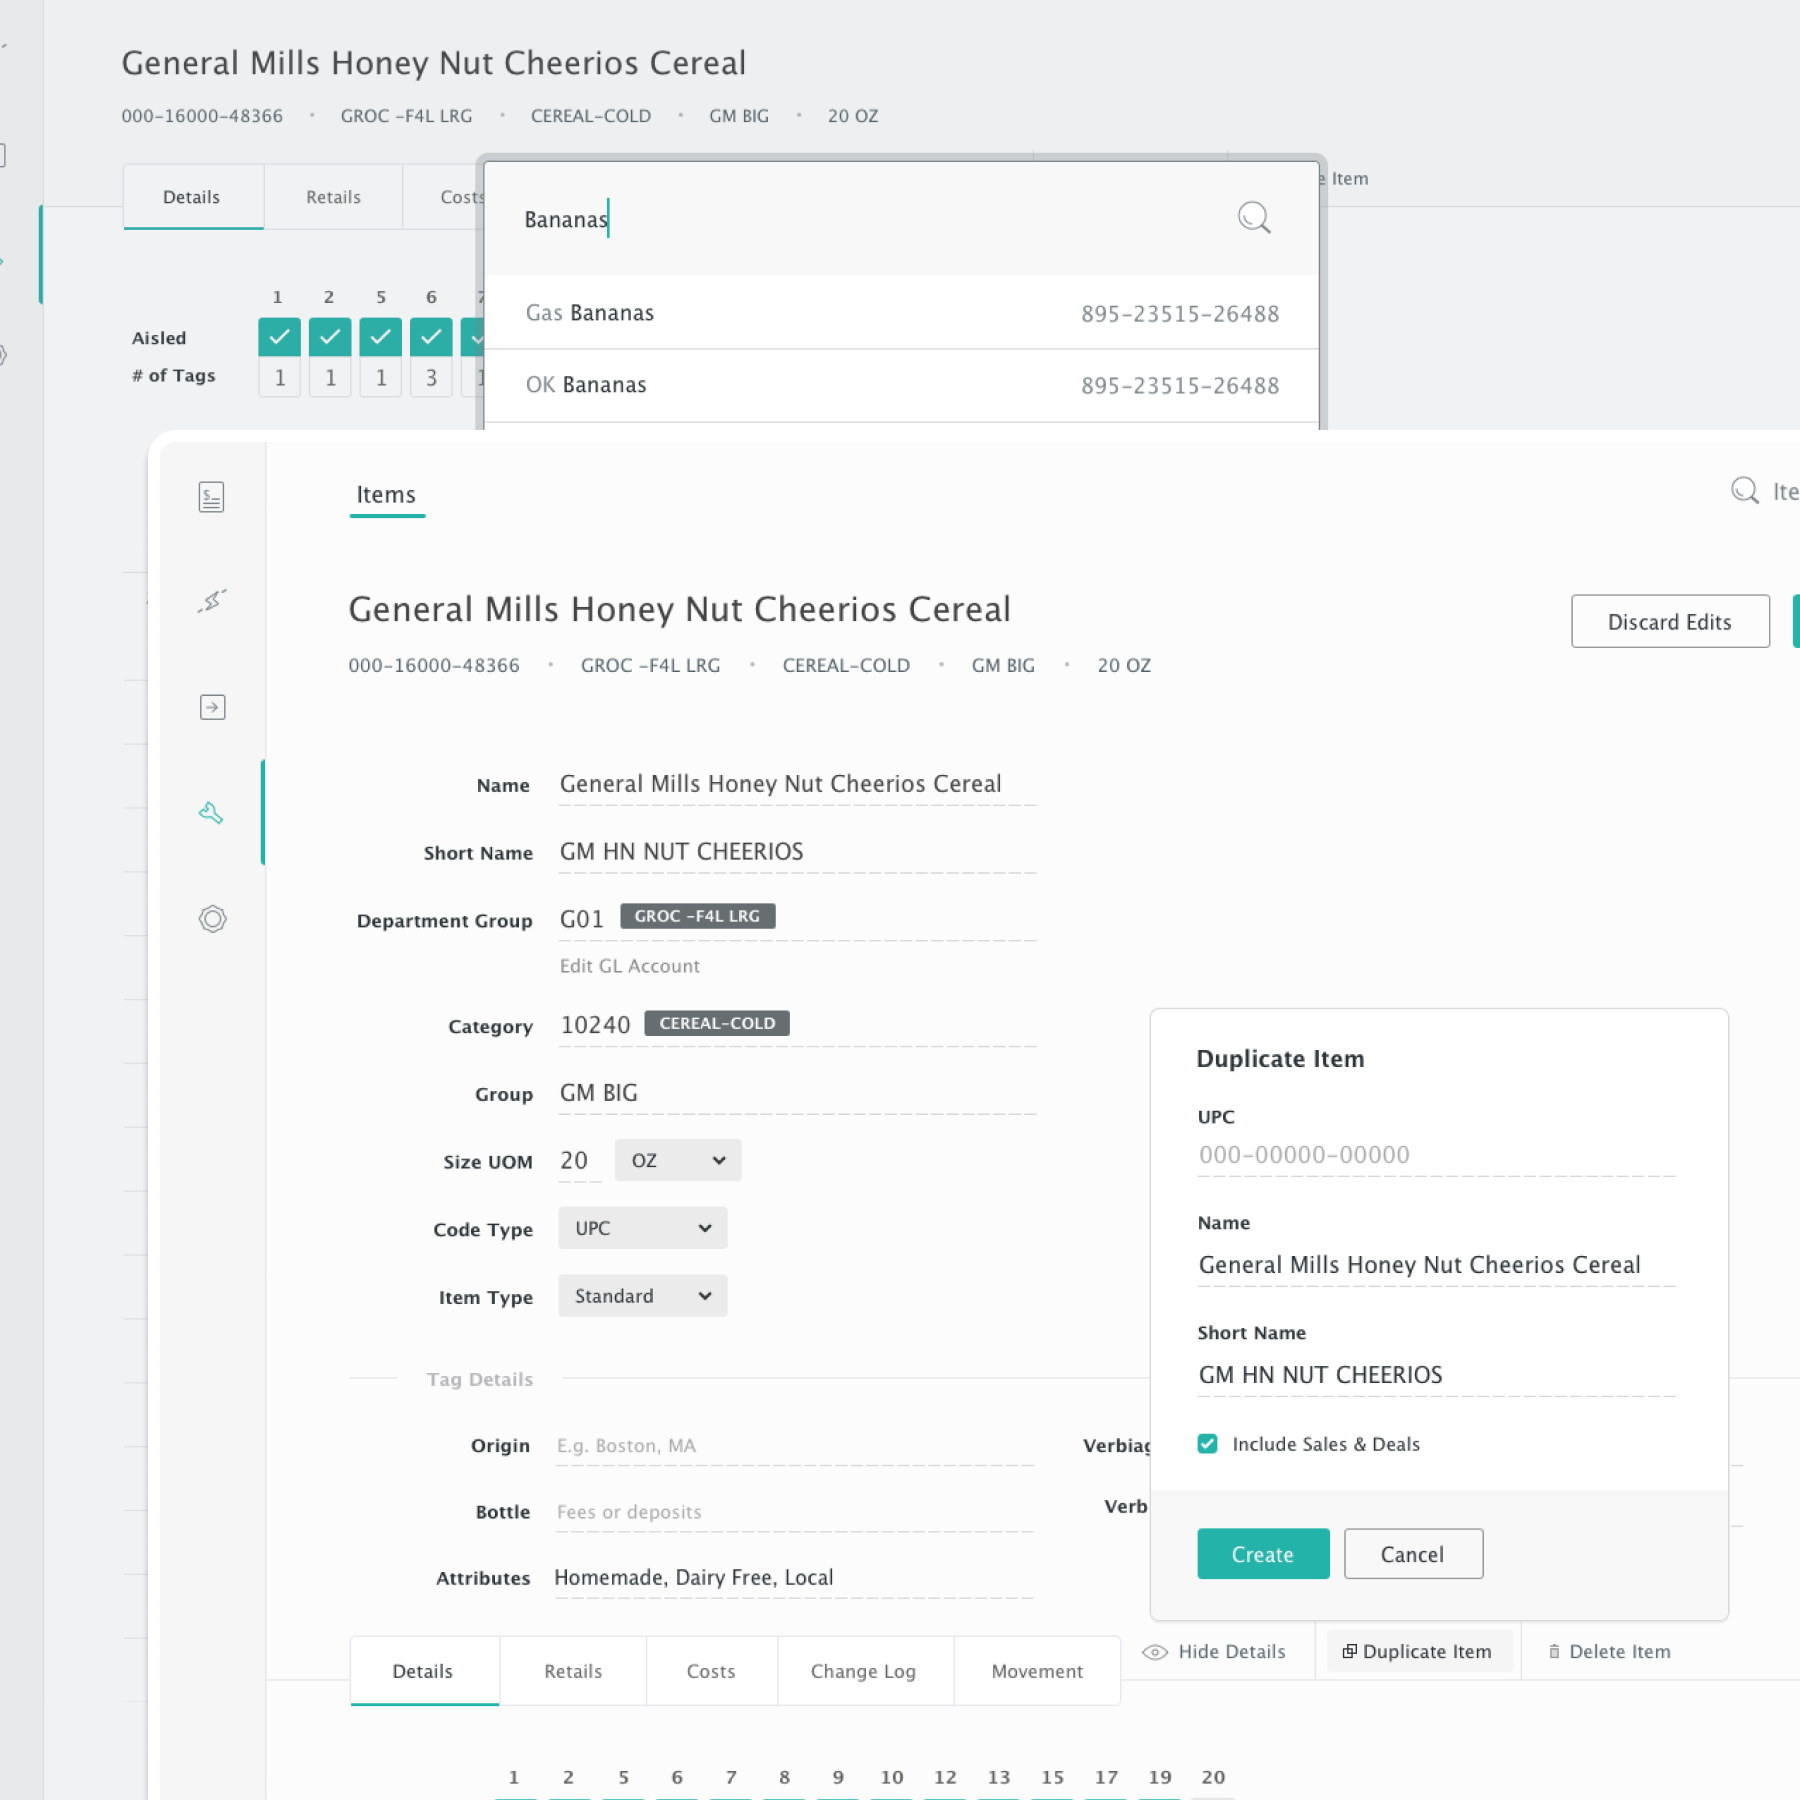 General Mills Honey Nut Cheerios Cereal
000-16000-48366 • GROC -F4L LRG • CEREAL-COLD • GM BIG • 20 OZ
Details Retails Costs Item
Bananas
Gas Bananas 895-23515-26488
OK Bananas 895-23515-26488
1 2 5 6 7
Aisled
# of Tags 1 1 1 3 1
Items
General Mills Honey Nut Cheerios Cereal
Discard Edits
000-16000-48366 • GROC -F4L LRG • CEREAL-COLD • GM BIG • 20 OZ
Name General Mills Honey Nut Cheerios Cereal
Short Name GM HN NUT CHEERIOS
Department Group G01 GROC -F4L LRG
Edit GL Account
Category 10240 CEREAL-COLD
Group GM BIG
Size UOM 20 OZ
Code Type UPC
Item Type Standard
Tag Details
Origin E.g. Boston, MA
Bottle Fees or deposits
Attributes Homemade, Dairy Free, Local
Duplicate Item
UPC
000-00000-00000
Name
General Mills Honey Nut Cheerios Cereal
Short Name
GM HN NUT CHEERIOS
Include Sales & Deals
Create Cancel
Details Retails Costs Change Log Movement
Hide Details Duplicate Item Delete Item
1 2 5 6 7 8 9 10 12 13 15 17 19 20